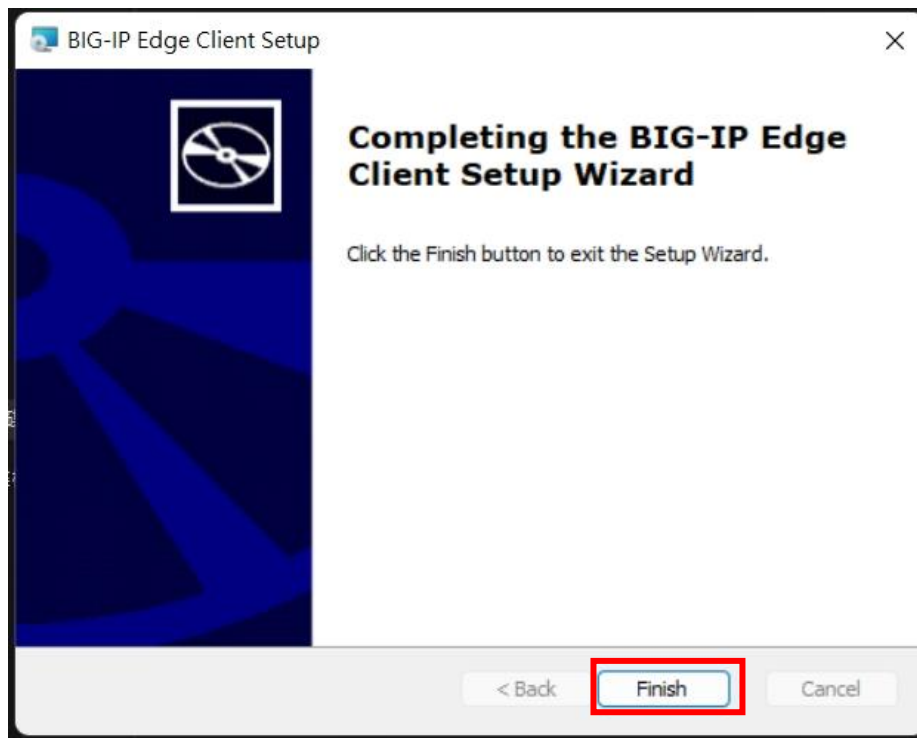 BIG-IP Edge Client Setup
Completing the BIG-IP Edge
Client Setup Wizard
Click the Finish button to exit the Setup Wizard.
< Back
Finish
Cancel